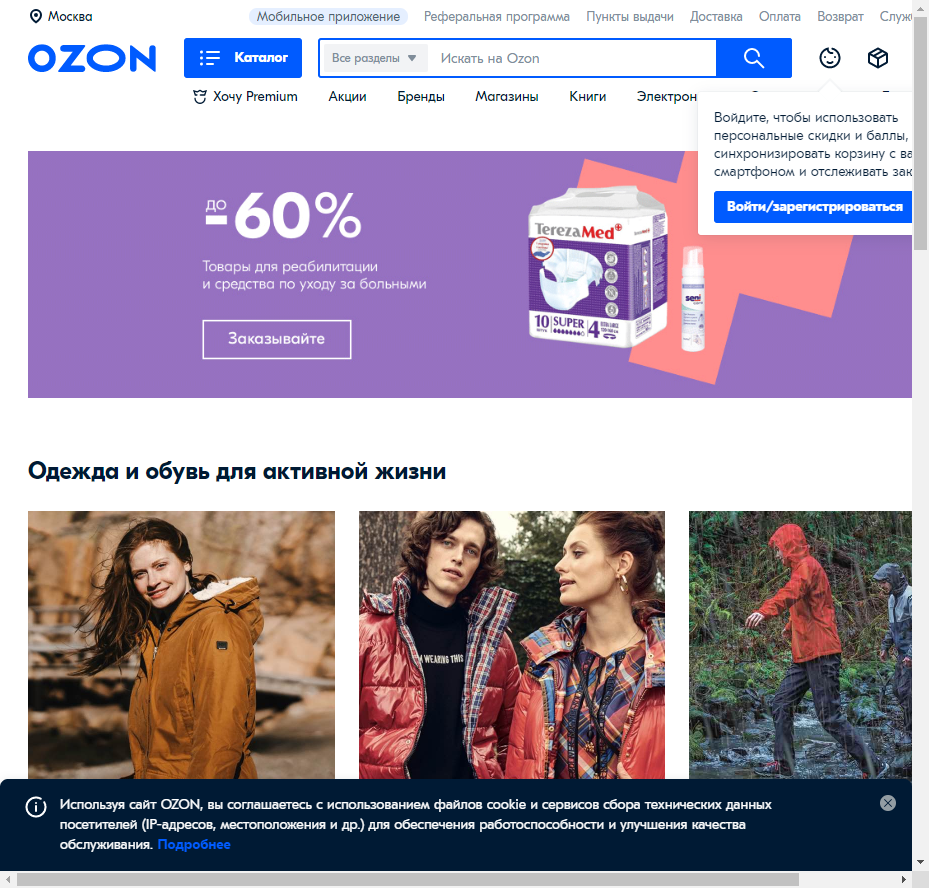 Москва
Мобильное приложение
Реферальная программа
Пункты выдачи
Доставка
Оплата
Возврат
OZON
Каталог
Все разделы
Искать на Ozon
Хочу Premium
Акции
Бренды
Магазины
Книги
Электрон
Войдите, чтобы использовать
персональные скидки и баллы,
синхронизировать корзину с ва
смартфоном и отслеживать зак
Войти/зарегистрироваться
до
-60%
Товары для реабилитации
и средства по уходу за больными
Заказывайте
TerezaMed
10 SUPER 4
seni
Одежда и обувь для активной жизни
M WEARING THIS
Используя сайт OZON, вы соглашаетесь с использованием файлов cookie и сервисов сбора технических данных
посетителей (IP-адресов, местоположения и др.) для обеспечения работоспособности и улучшения качества
обслуживания. Подробнее